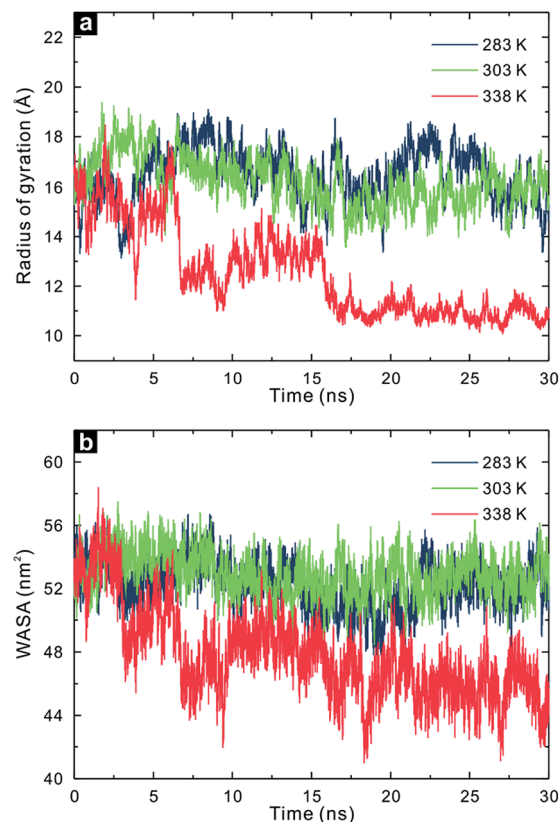 a
22
20
18
16
14
12
10
Radius of gyration (Å)
283 K
303 K
338 K
0 5 10 15 20 25 30
Time (ns)
b
60
56
52
48
44
40
WASA (nm²)
283 K
303 K
338 K
0 5 10 15 20 25 30
Time (ns)